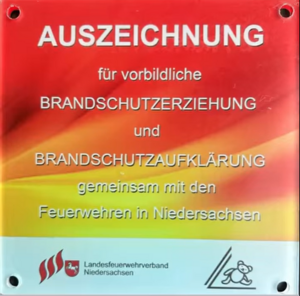 AUSZEICHNUNG
für vorbildliche
BRANDSCHUTZERZIEHUNG
und
BRANDSCHUTZAUFKLÄRUNG
gemeinsam mit den
Feuerwehren in Niedersachsen
Landesfeuerwehrverband
Niedersachsen